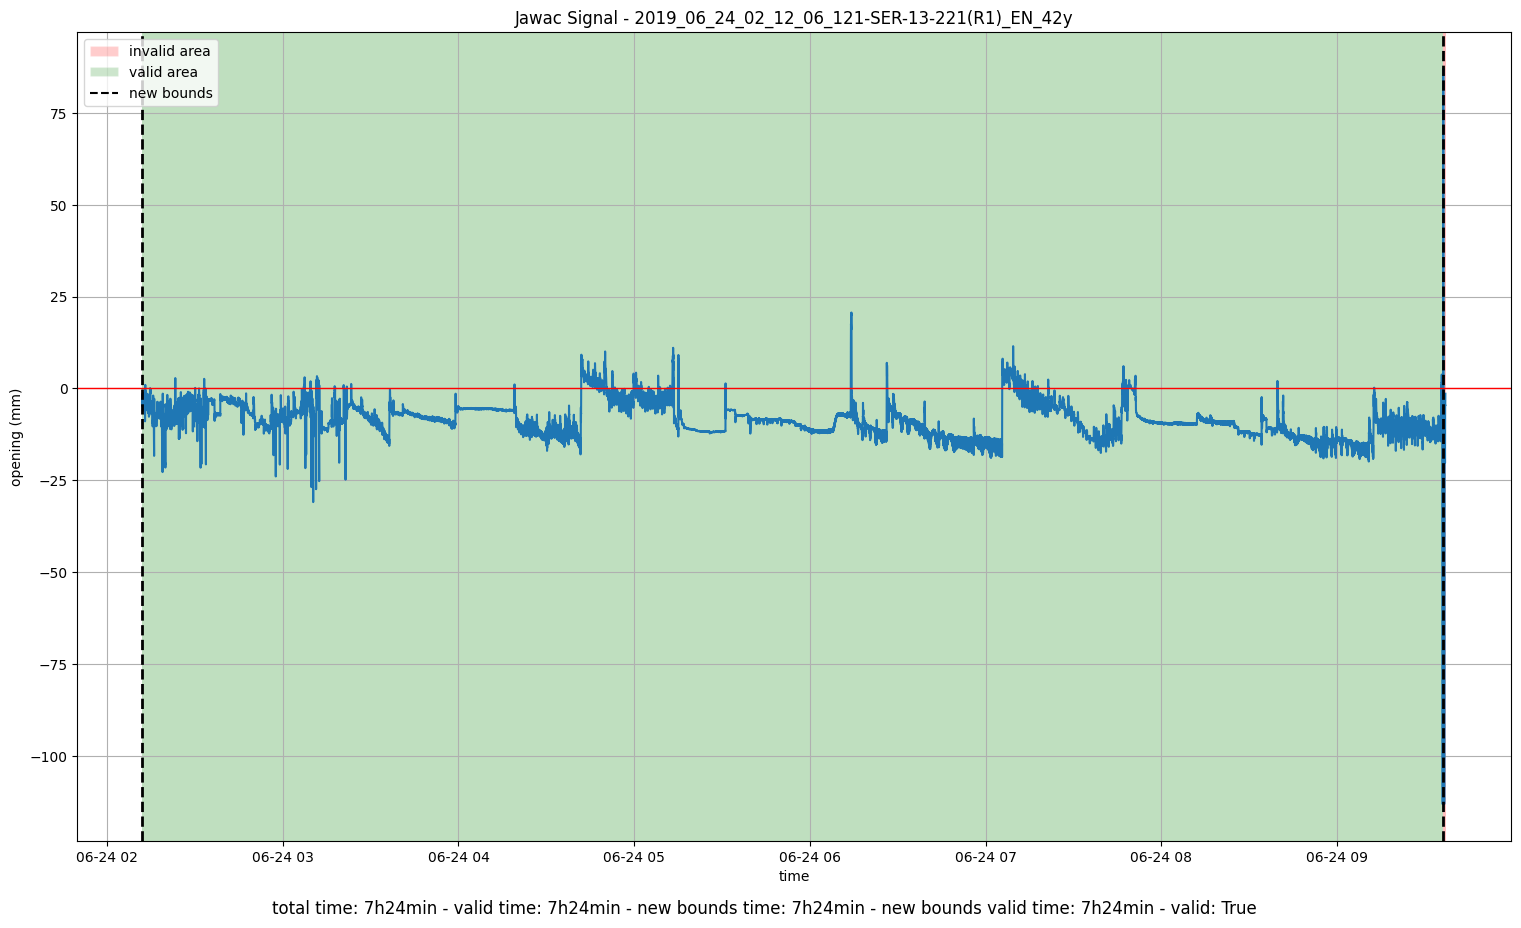 Jawac Signal - 2019_06_24_02_12_06_121-SER-13-221(R1)_EN_42y
invalid area
valid area
new bounds
75
50
25
0
−25
−50
−75
−100
opening (mm)
06-24 02 06-24 03 06-24 04 06-24 05 06-24 06 06-24 07 06-24 08 06-24 09
time
total time: 7h24min - valid time: 7h24min - new bounds time: 7h24min - new bounds valid time: 7h24min - valid: True